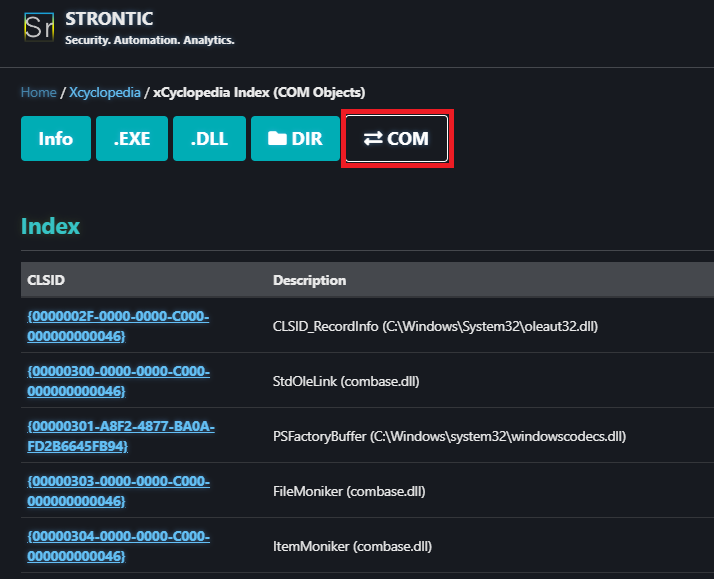 Sr
STRONTIC
Security. Automation. Analytics.
Home / Xcyclopedia / xCyclopedia Index (COM Objects)
Info .EXE .DLL DIR COM
Index
CLSID Description
{0000002F-0000-0000-C000-
000000000046} CLSID_RecordInfo (C:\Windows\System32\oleaut32.dll)
{00000300-0000-0000-C000-
000000000046} StdOleLink (combase.dll)
{00000301-A8F2-4877-BA0A-
FD2B6645FB94} PSFactoryBuffer (C:\Windows\system32\windowscodecs.dll)
{00000303-0000-0000-C000-
000000000046} FileMoniker (combase.dll)
{00000304-0000-0000-C000-
000000000046} ItemMoniker (combase.dll)